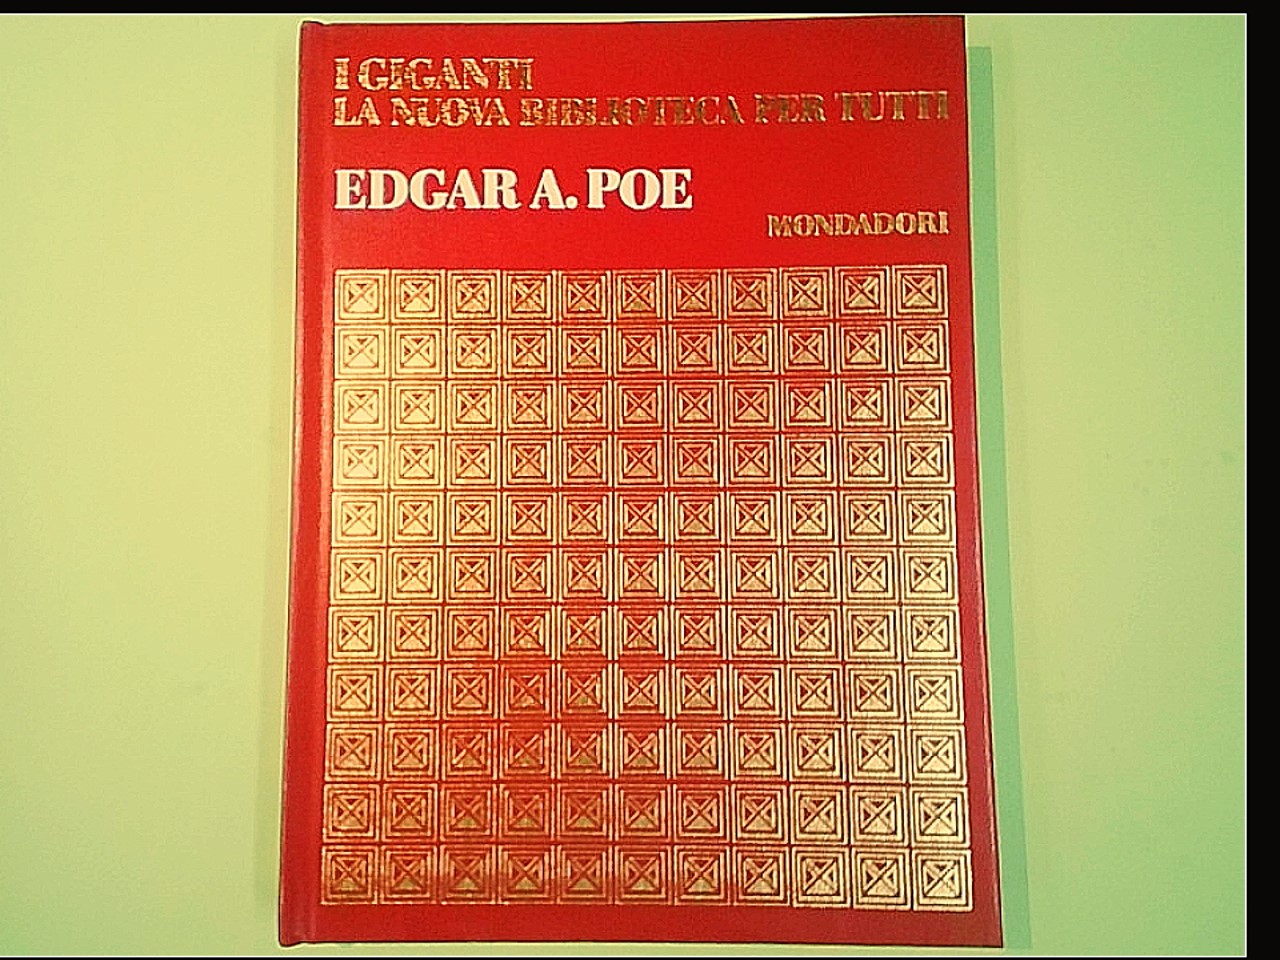 I GIGANTI
LA NUOVA BIBLIOTECA PER TUTTI
EDGAR A. POE
MONDADORI